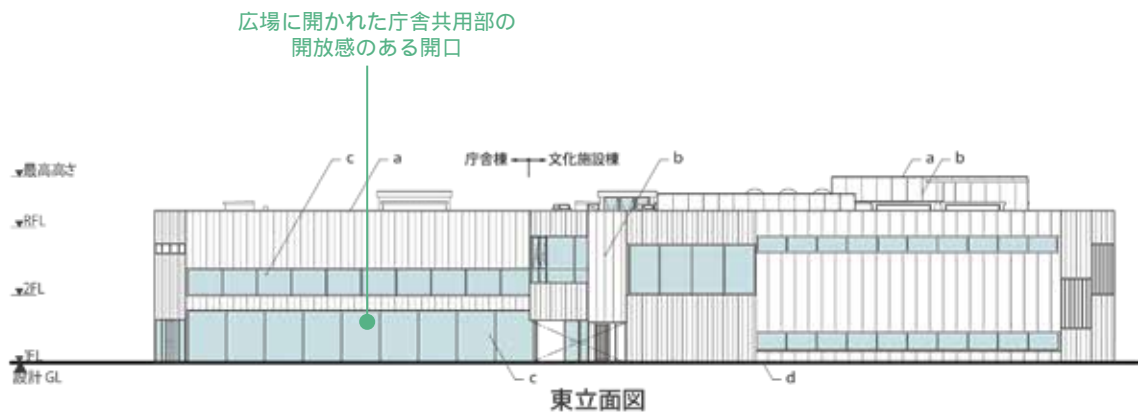 広場に開かれた庁舎共用部の
開放感のある開口
c
a
庁舎棟
文化施設棟
b
a
b
▼最高高さ
▼RFL
▼2FL
▼1FL
設計 GL
c
d
東立面図